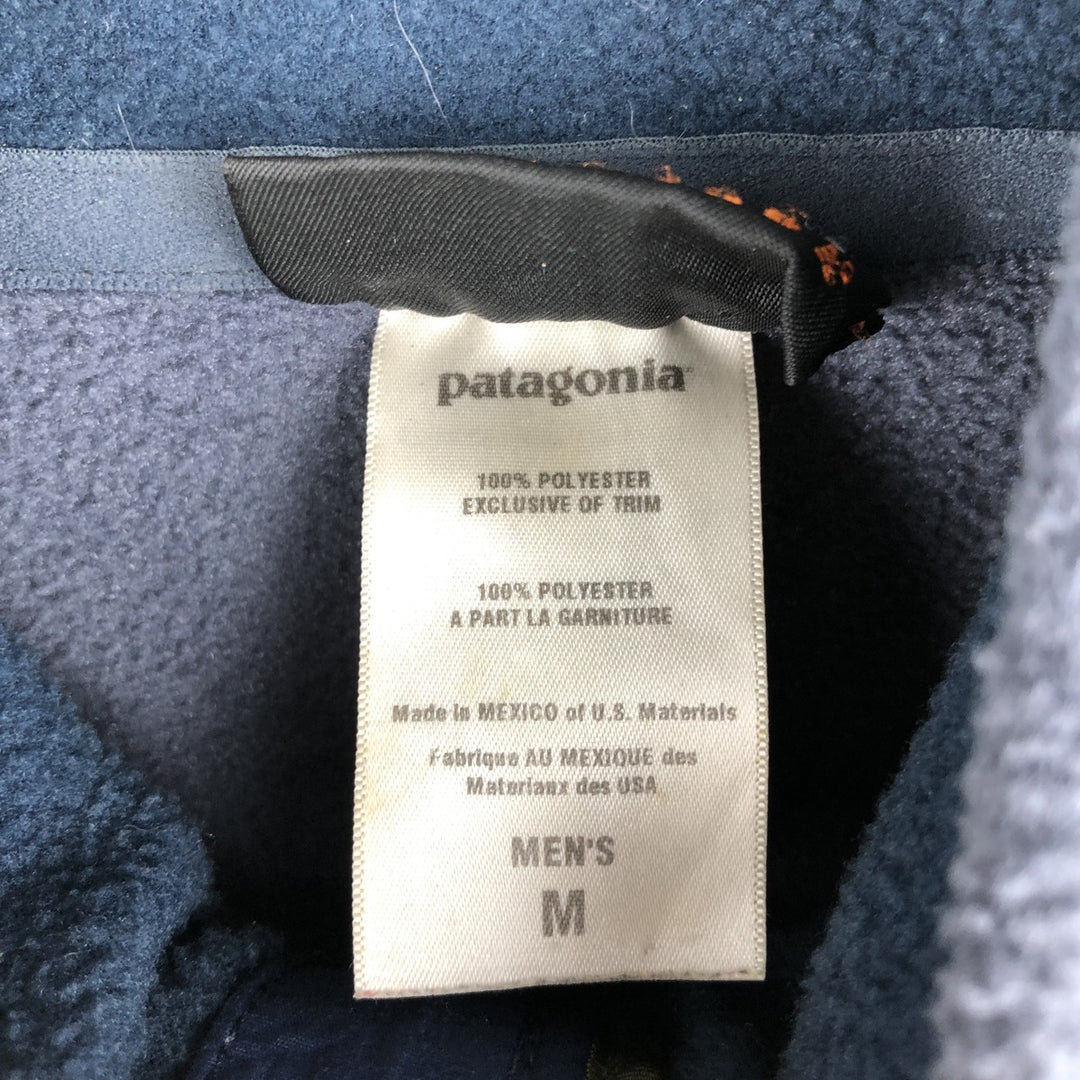 patagonia
100% POLYESTER
EXCLUSIVE OF TRIM
100% POLYESTER
A PART LA GARNITURE
Made in MEXICO of U.S. Materials
Fabrique AU MEXIQUE des
Materiaux des USA
MEN'S
M